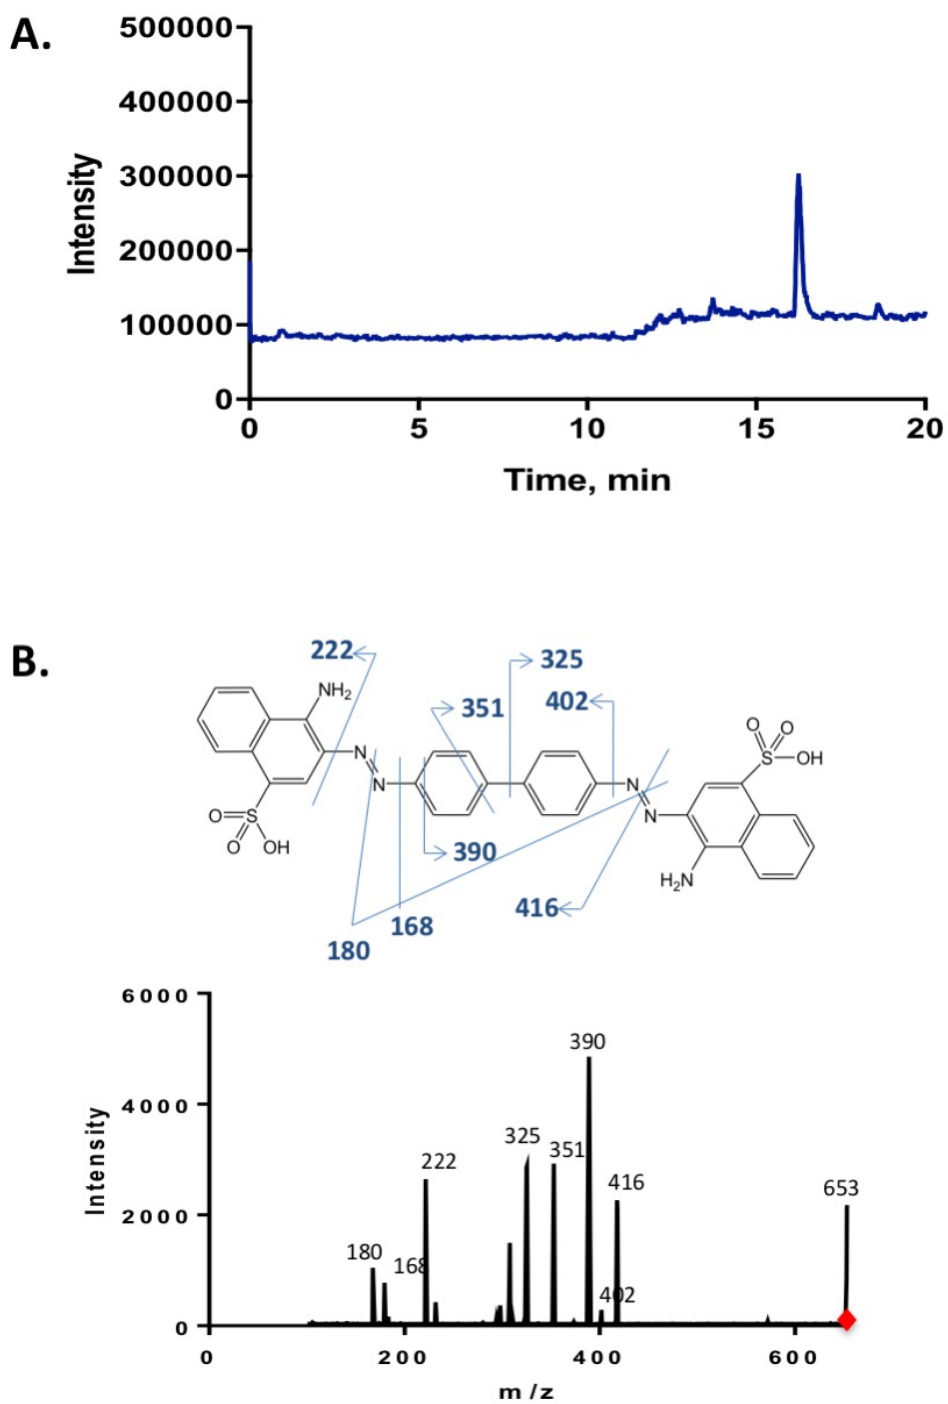 A.
500000
400000
300000
200000
100000
0
Intensity
0 5 10 15 20
Time, min
B.
222
325
351
402
NH2
N
N
O O
S OH
N
N
O S
O OH
390
H2N
416
168
180
6000
4000
2000
0
Intensity
390
325
351
222
416
653
180
168
402
0 200 400 600
m/z